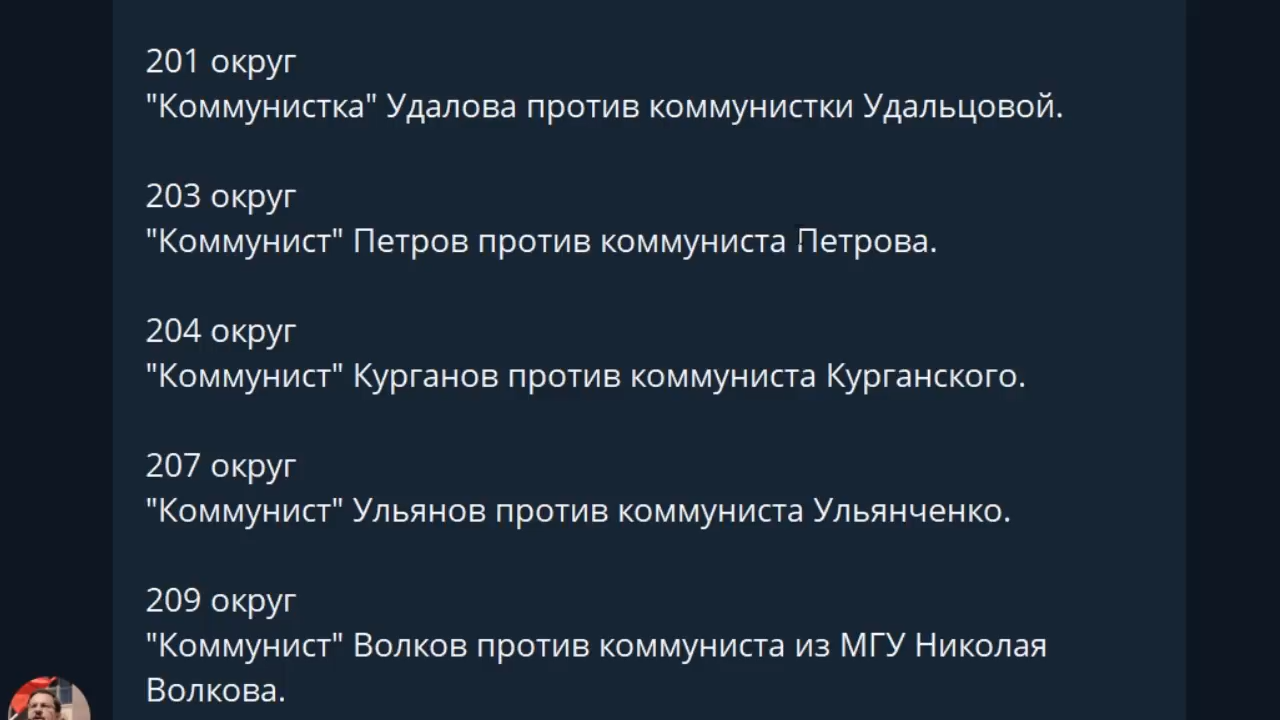 201 округ
"Коммунистка" Удалова против коммунистки Удальцовой.
203 округ
"Коммунист" Петров против коммуниста Петрова.
204 округ
"Коммунист" Курганов против коммуниста Курганского.
207 округ
"Коммунист" Ульянов против коммуниста Ульянченко.
209 округ
"Коммунист" Волков против коммуниста из МГУ Николая
Волкова.